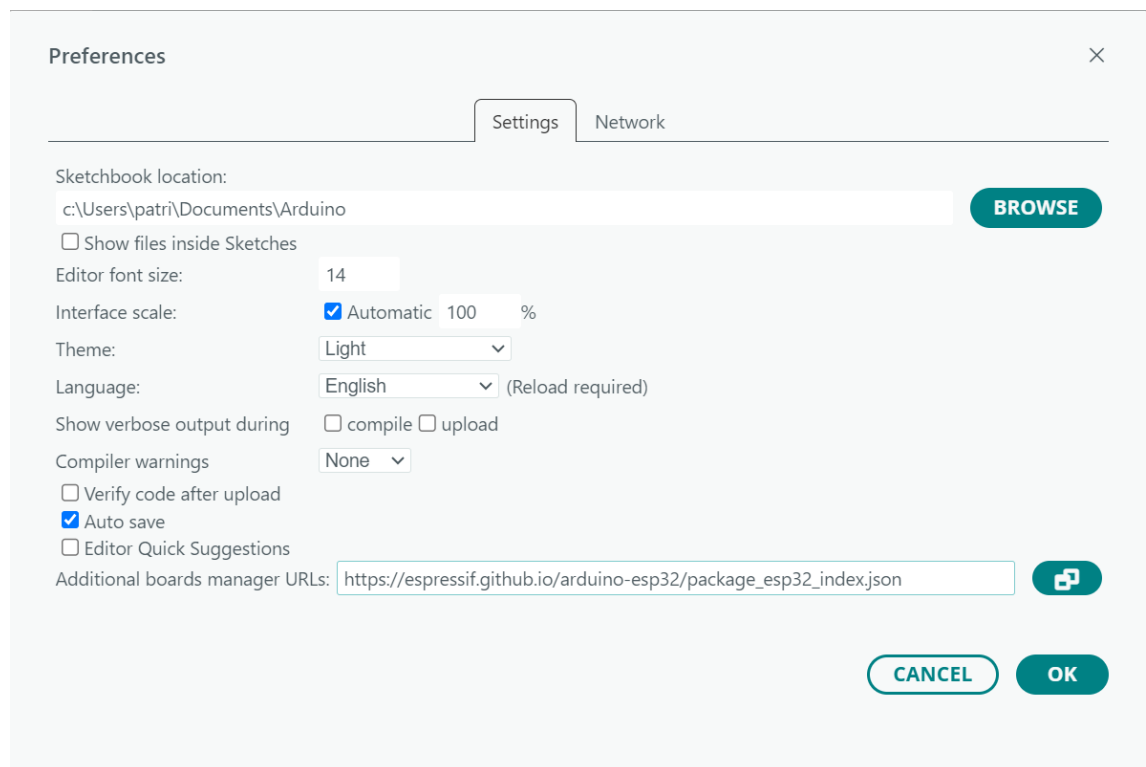 Preferences
Settings Network
Sketchbook location:
c:\Users\patri\Documents\Arduino BROWSE
Show files inside Sketches
Editor font size: 14
Interface scale: Automatic 100 %
Theme: Light
Language: English (Reload required)
Show verbose output during compile upload
Compiler warnings None
Verify code after upload
Auto save
Editor Quick Suggestions
Additional boards manager URLs: https://espressif.github.io/arduino-esp32/package_esp32_index.json
CANCEL OK